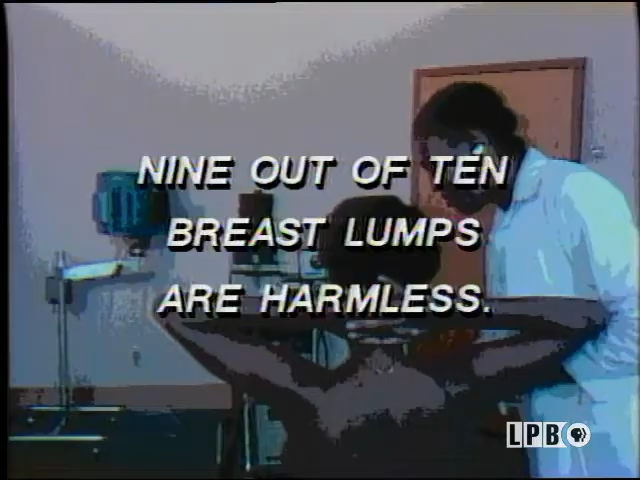 NINE OUT OF TEN
BREAST LUMPS
ARE HARMLESS.
LPB